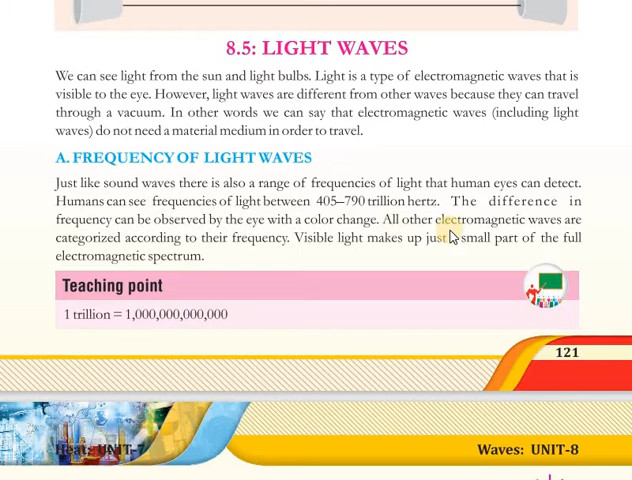 8.5: LIGHT WAVES
We can see light from the sun and light bulbs. Light is a type of electromagnetic waves that is
visible to the eye. However, light waves are different from other waves because they can travel
through a vacuum. In other words we can say that electromagnetic waves (including light
waves) do not need a material medium in order to travel.
A. FREQUENCY OF LIGHT WAVES
Just like sound waves there is also a range of frequencies of light that human eyes can detect.
Humans can see frequencies of light between 405–790 trillion hertz. The difference in
frequency can be observed by the eye with a color change. All other electromagnetic waves are
categorized according to their frequency. Visible light makes up just small part of the full
electromagnetic spectrum.
Teaching point
1 trillion = 1,000,000,000,000
121
Heat: UNIT-7
Waves: UNIT-8